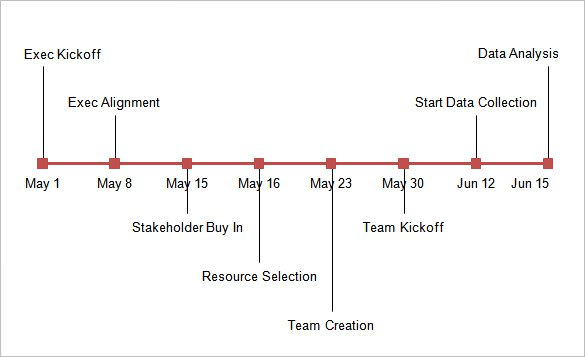 Exec Kickoff
Data Analysis
Exec Alignment
Start Data Collection
May 1
May 8
May 15
May 16
May 23
May 30
Jun 12
Jun 15
Stakeholder Buy In
Team Kickoff
Resource Selection
Team Creation